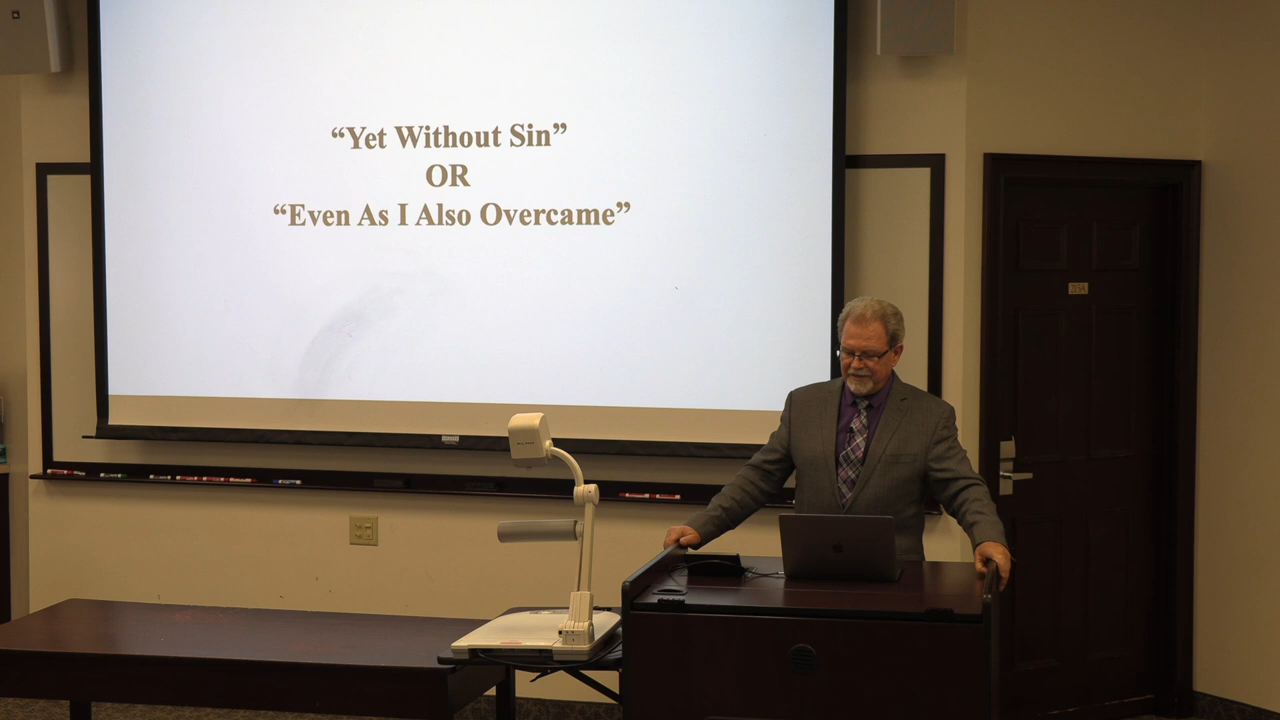 “Yet Without Sin”
OR
“Even As I Also Overcame”